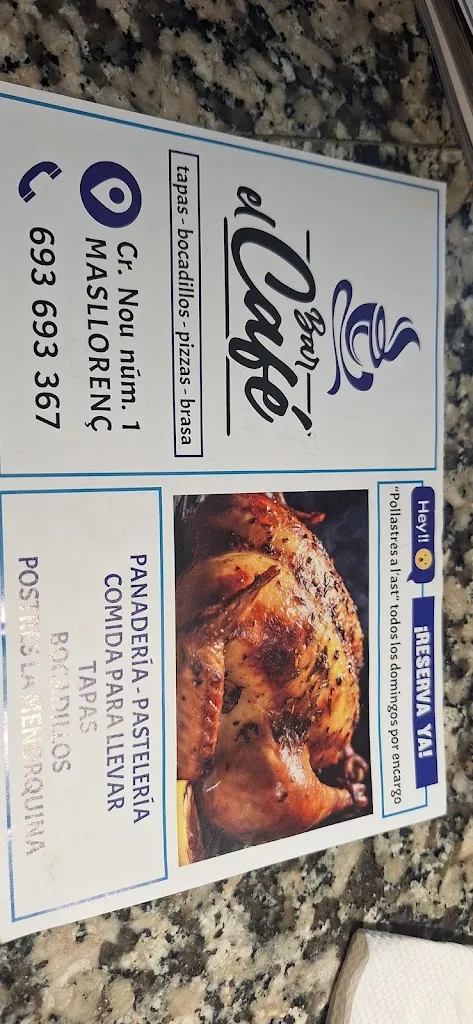 el Bar
Café
tapas - bocadillos - pizzas - brasa
Cr. Nou núm. 1
MASLLORENÇ
693 693 367
Hey!!
¡RESERVA YA!
"Pollastres a l'ast" todos los domingos por encargo
PANADERÍA - PASTELERÍA
COMIDA PARA LLEVAR
TAPAS
BOCADILLOS
POSTRES LA MENORQUINA